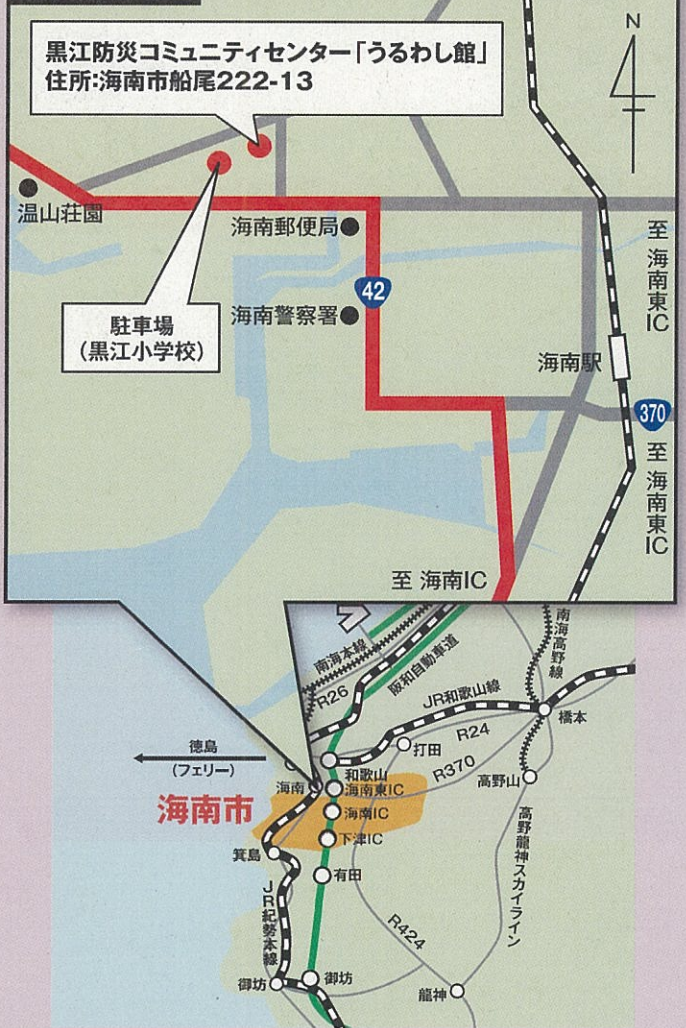 黒江防災コミュニティセンター「うるわし館」
住所:海南市船尾222-13
N
温山荘園
海南郵便局
42
海南警察署
駐車場
(黒江小学校)
至 海南東IC
海南駅
370
至 海南東IC
至 海南IC
南海本線
阪和自動車道
南海高野線
R26
JR和歌山線
R24
橋本
徳島
(フェリー)
打田
和歌山
R370
高野山
海南
海南東IC
海南市
海南IC
下津IC
箕島
有田
高野龍神スカイライン
JR紀勢本線
R424
御坊
御坊
龍神